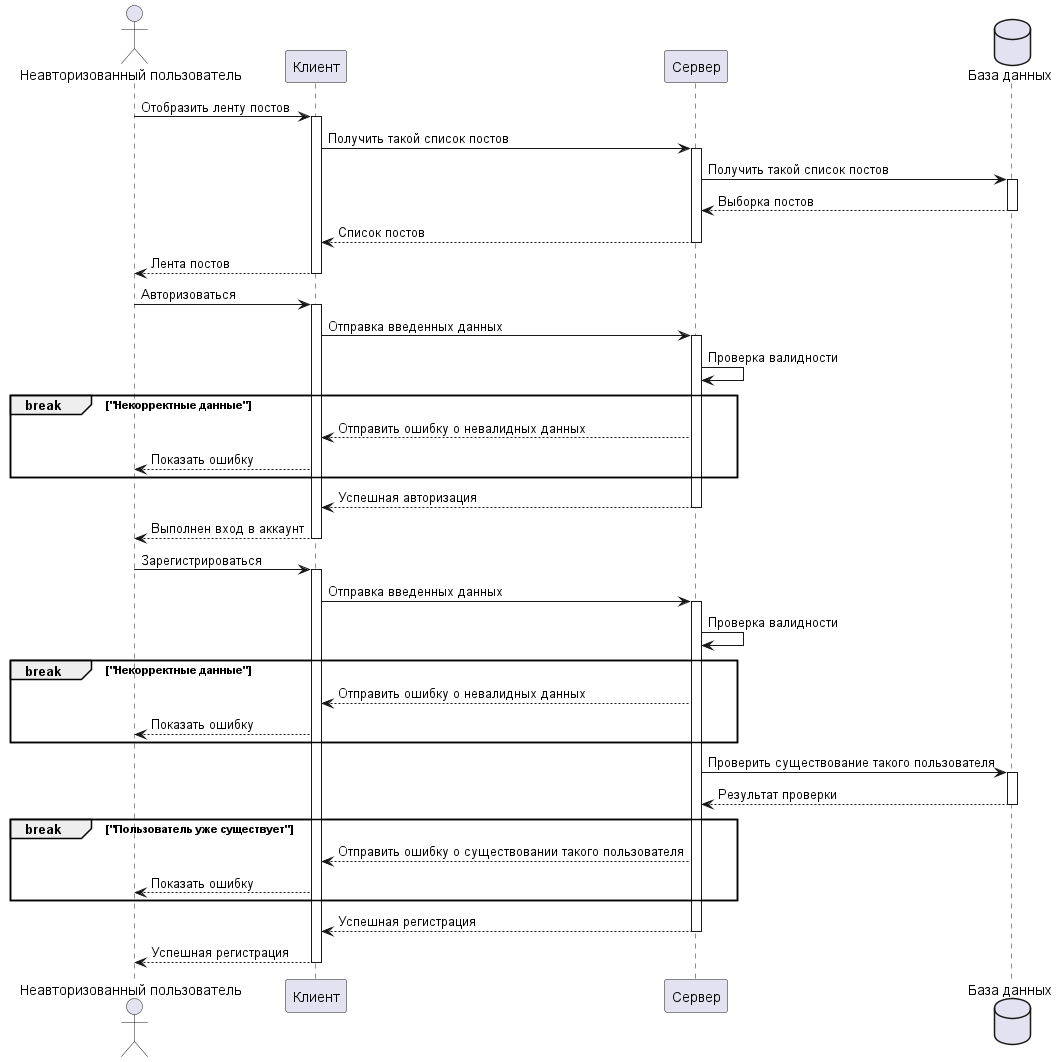 Неавторизованный пользователь
Клиент
Сервер
База данных
Отобразить ленту постов
Получить такой список постов
Получить такой список постов
Выборка постов
Список постов
Лента постов
Авторизоваться
Отправка введенных данных
Проверка валидности
break
["Некорректные данные"]
Отправить ошибку о невалидных данных
Показать ошибку
Успешная авторизация
Выполнен вход в аккаунт
Зарегистрироваться
Отправка введенных данных
Проверка валидности
break
["Некорректные данные"]
Отправить ошибку о невалидных данных
Показать ошибку
Проверить существование такого пользователя
Результат проверки
break
["Пользователь уже существует"]
Отправить ошибку о существовании такого пользователя
Показать ошибку
Успешная регистрация
Успешная регистрация
Неавторизованный пользователь
Клиент
Сервер
База данных